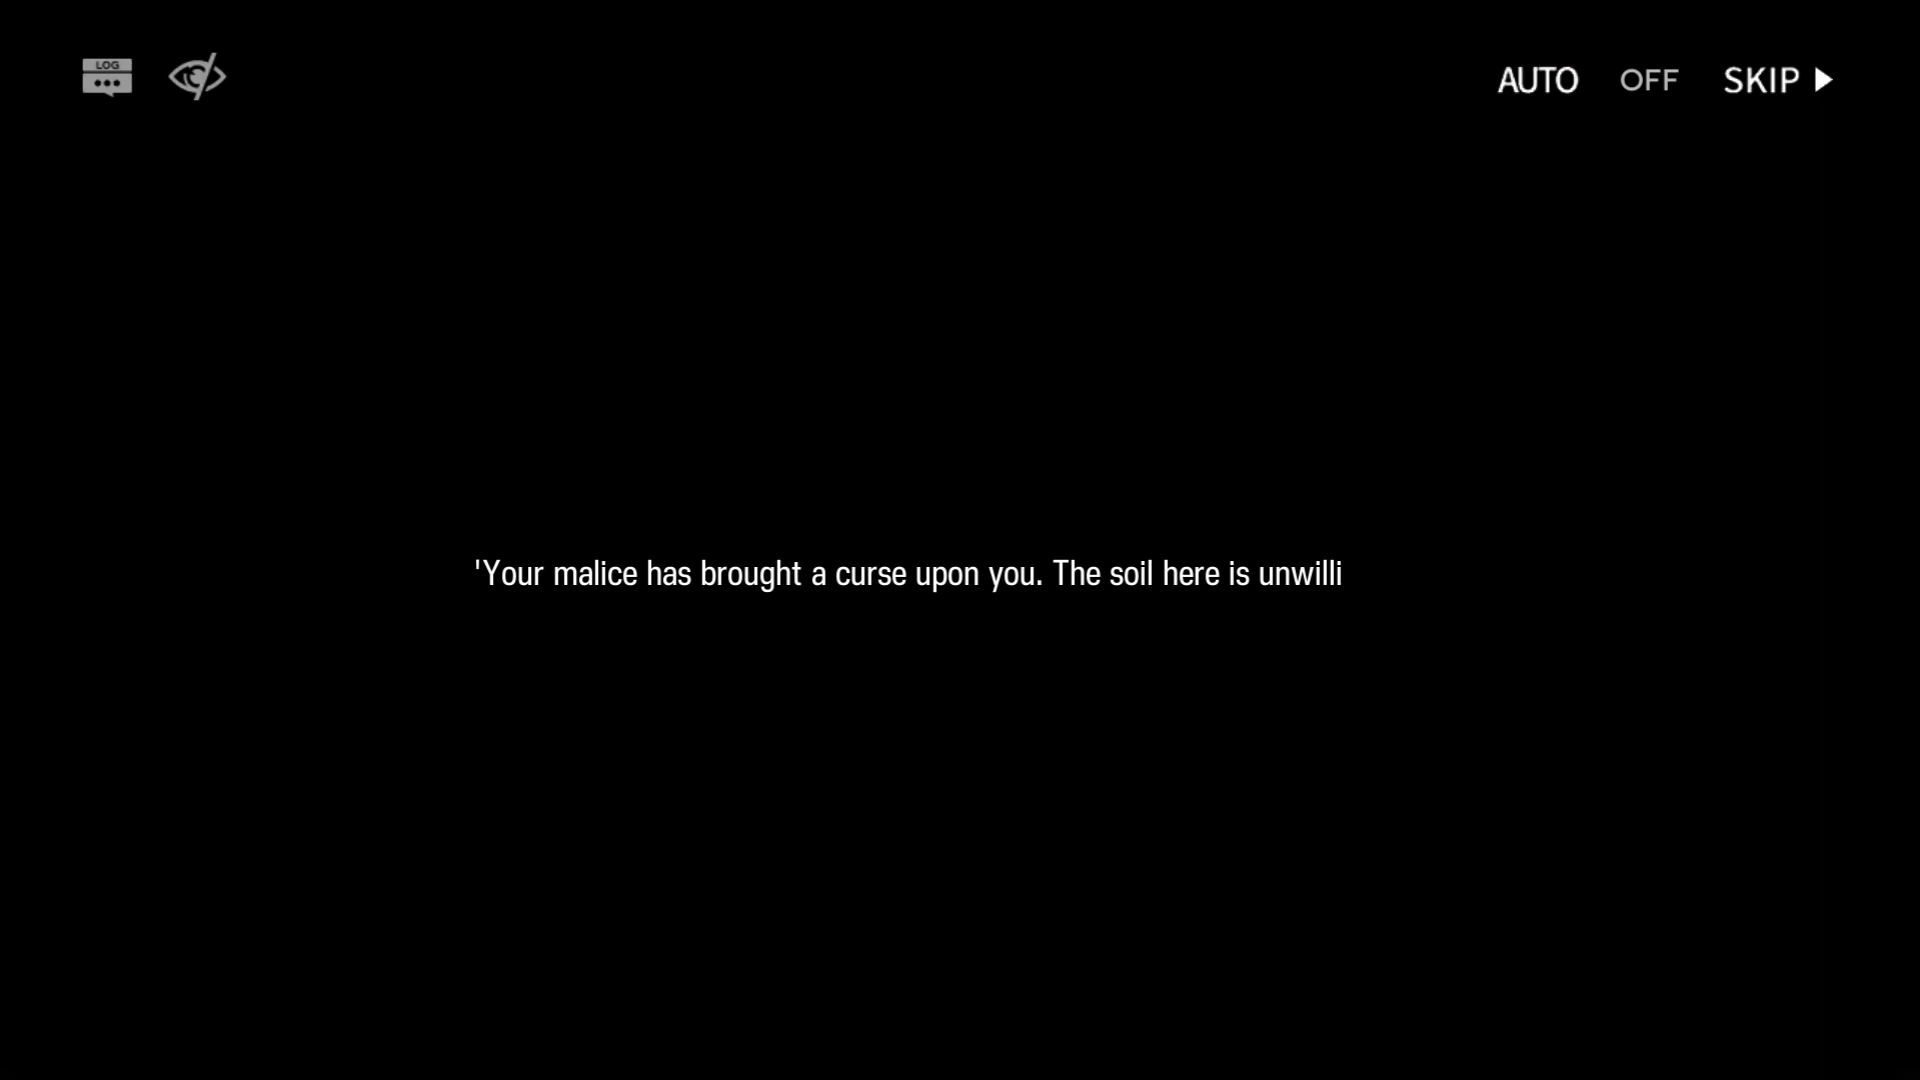 LOG
AUTO OFF SKIP
'Your malice has brought a curse upon you. The soil here is unwilli